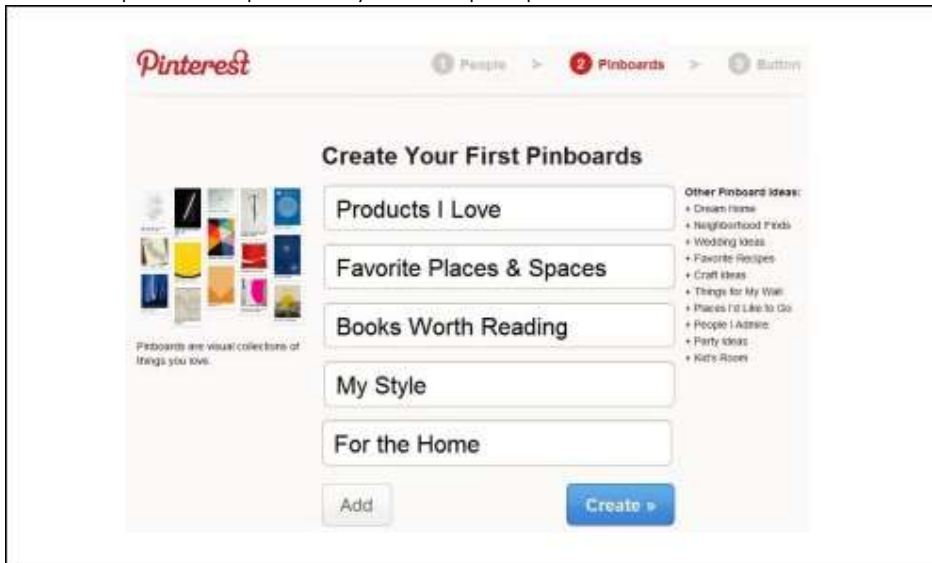 Pinterest
1 People > 2 Pinboards > 3 Button
Create Your First Pinboards
Products I Love
Favorite Places & Spaces
Books Worth Reading
My Style
For the Home
Add
Create »
Pinboards are visual collections of
things you love.
Other Pinboard Ideas:
+ Dream Home
+ Neighborhood Finds
+ Wedding Ideas
+ Favorite Recipes
+ Craft Ideas
+ Things for My Wall
+ Places I'd Like to Go
+ People I Admire
+ Party Ideas
+ Kid's Room